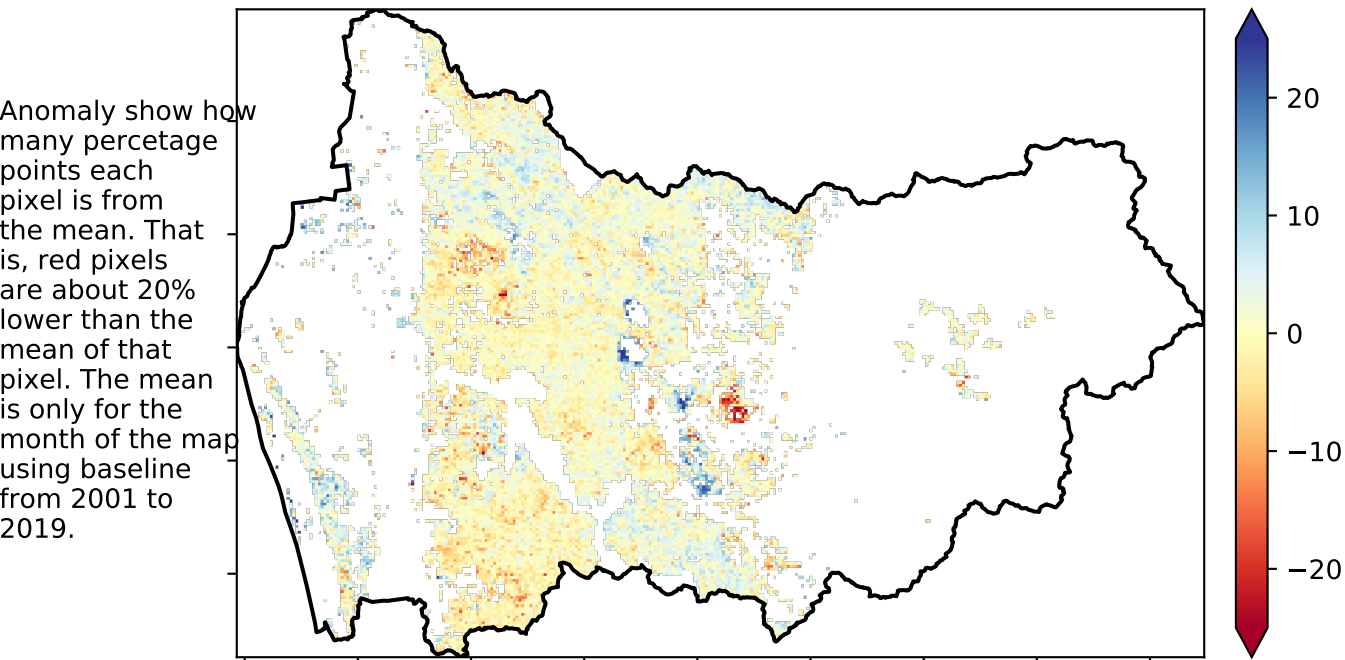 Anomaly show how
many percetage
points each
pixel is from
the mean. That
is, red pixels
are about 20%
lower than the
mean of that
pixel. The mean
is only for the
month of the map
using baseline
from 2001 to
2019.
20
10
0
−10
−20